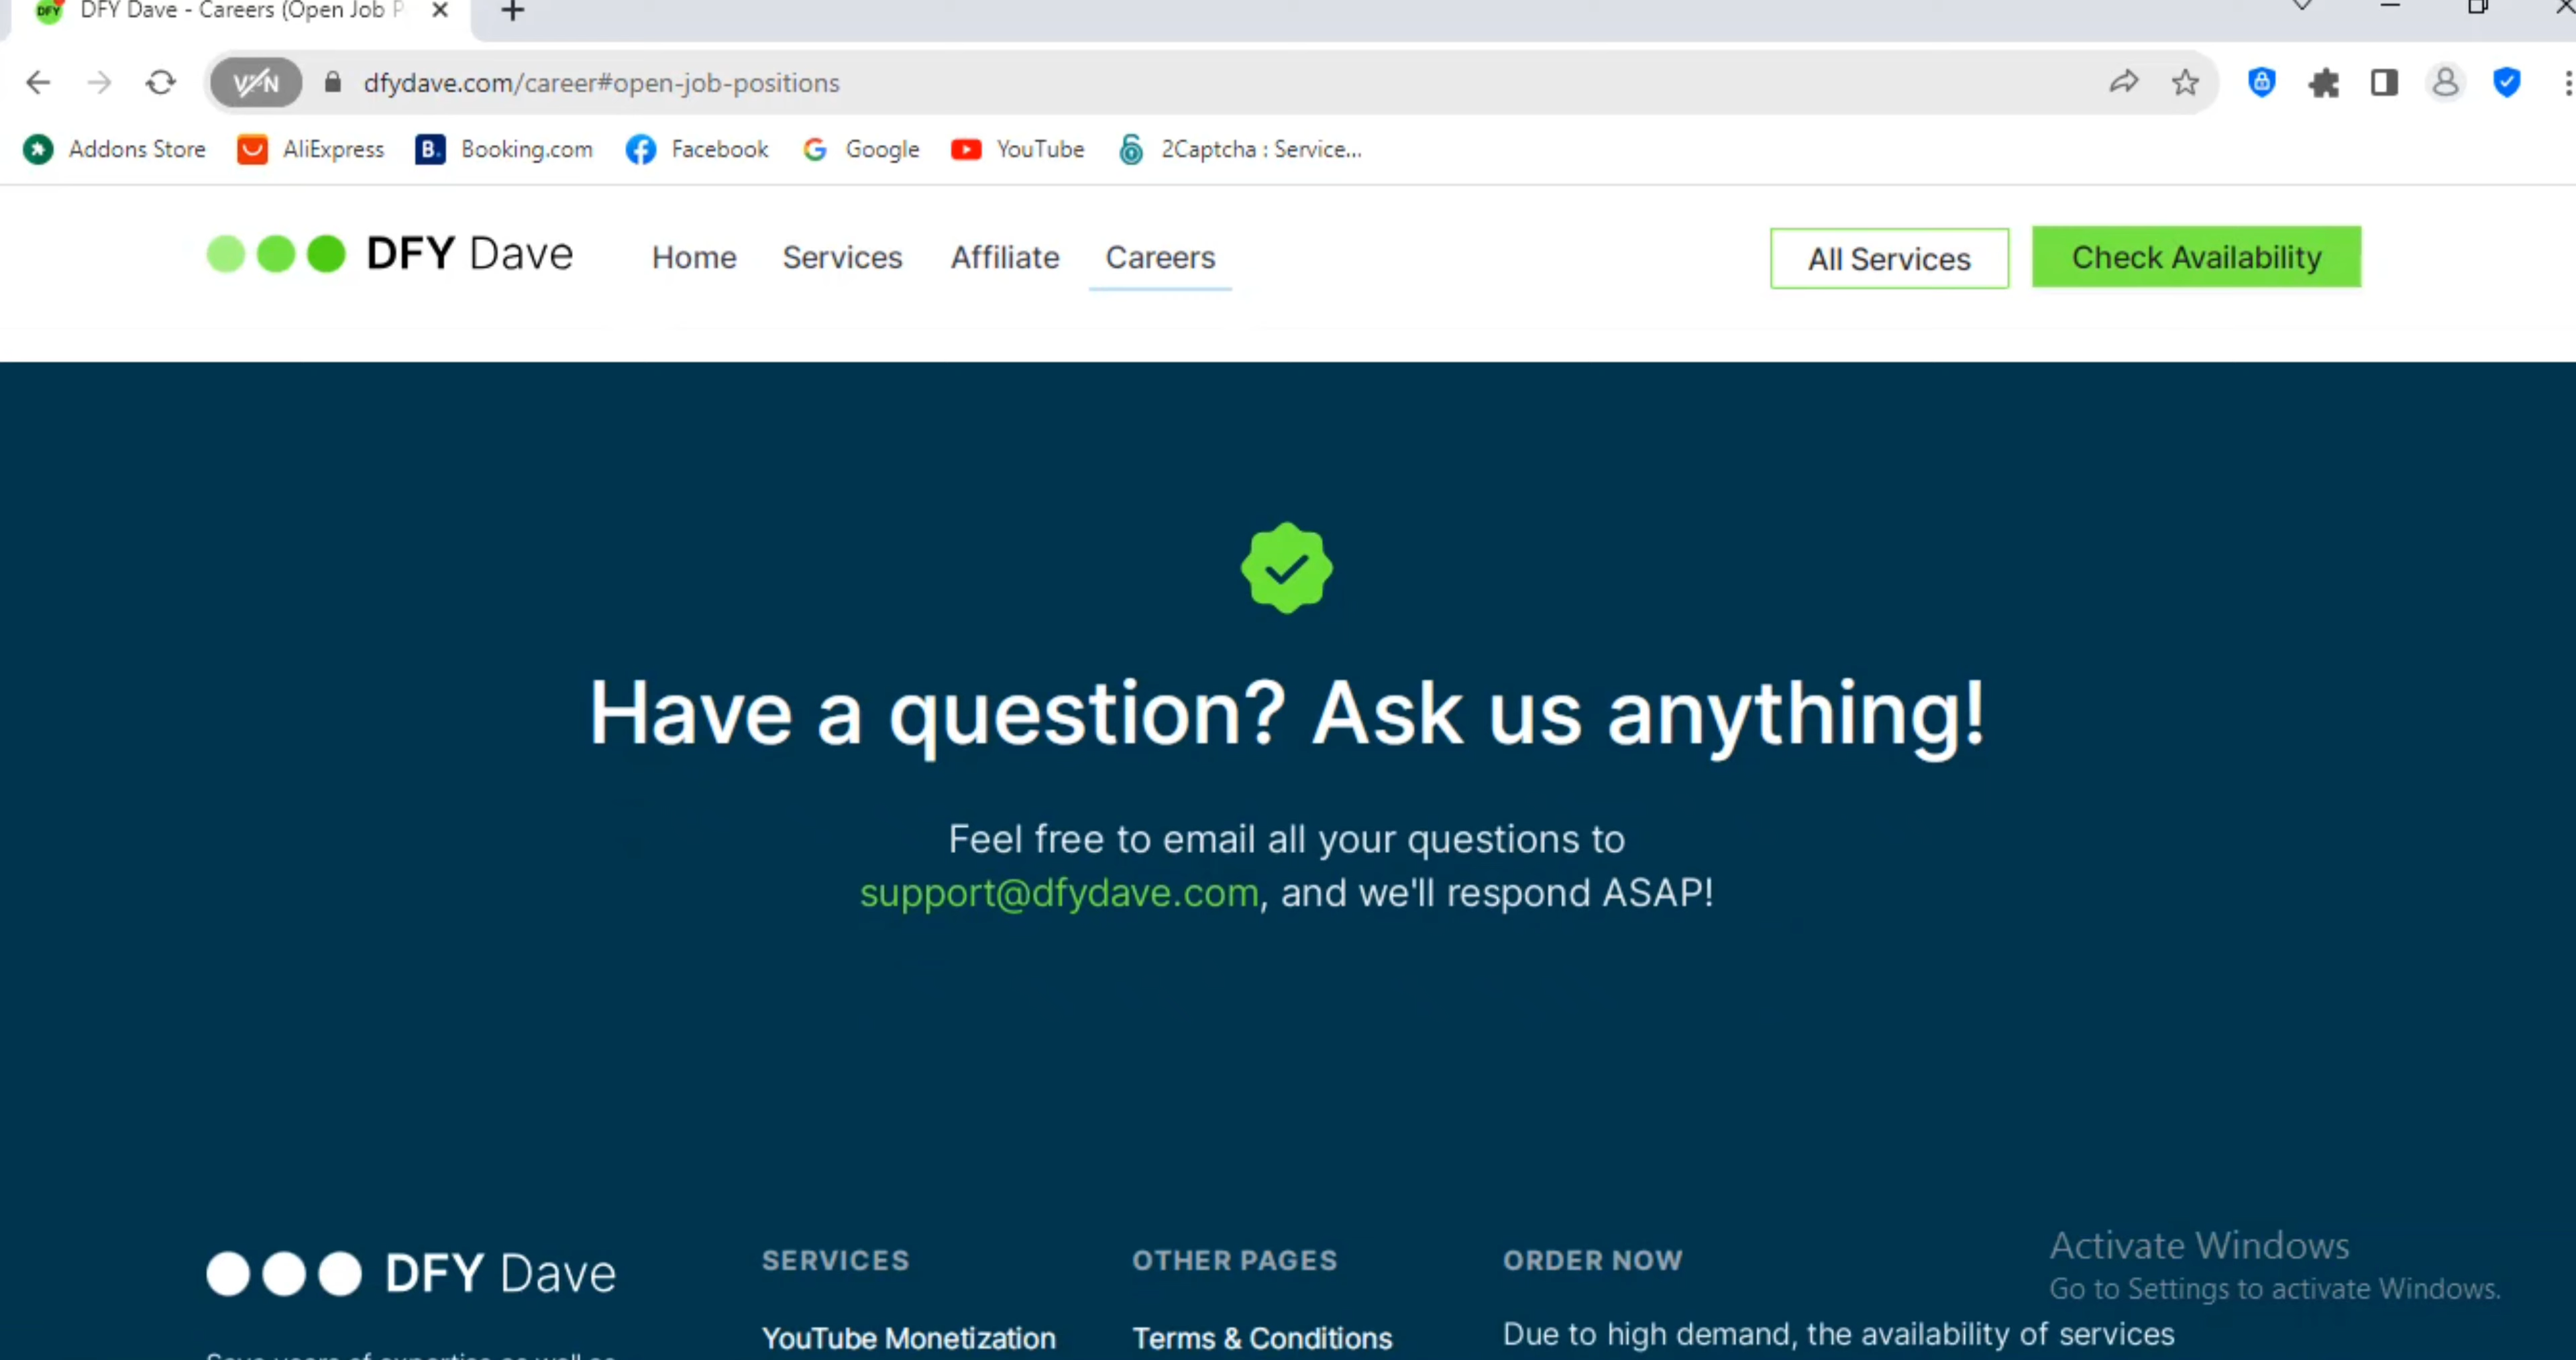 DFY Dave - Careers (Open Job P
VPN
dfydave.com/career#open-job-positions
Addons Store AliExpress B. Booking.com Facebook Google YouTube 2Captcha : Service...
DFY Dave Home Services Affiliate Careers All Services Check Availability
Have a question? Ask us anything!
Feel free to email all your questions to
support@dfydave.com, and we'll respond ASAP!
Activate Windows
Go to Settings to activate Windows.
DFY Dave SERVICES OTHER PAGES ORDER NOW
YouTube Monetization Terms & Conditions Due to high demand, the availability of services